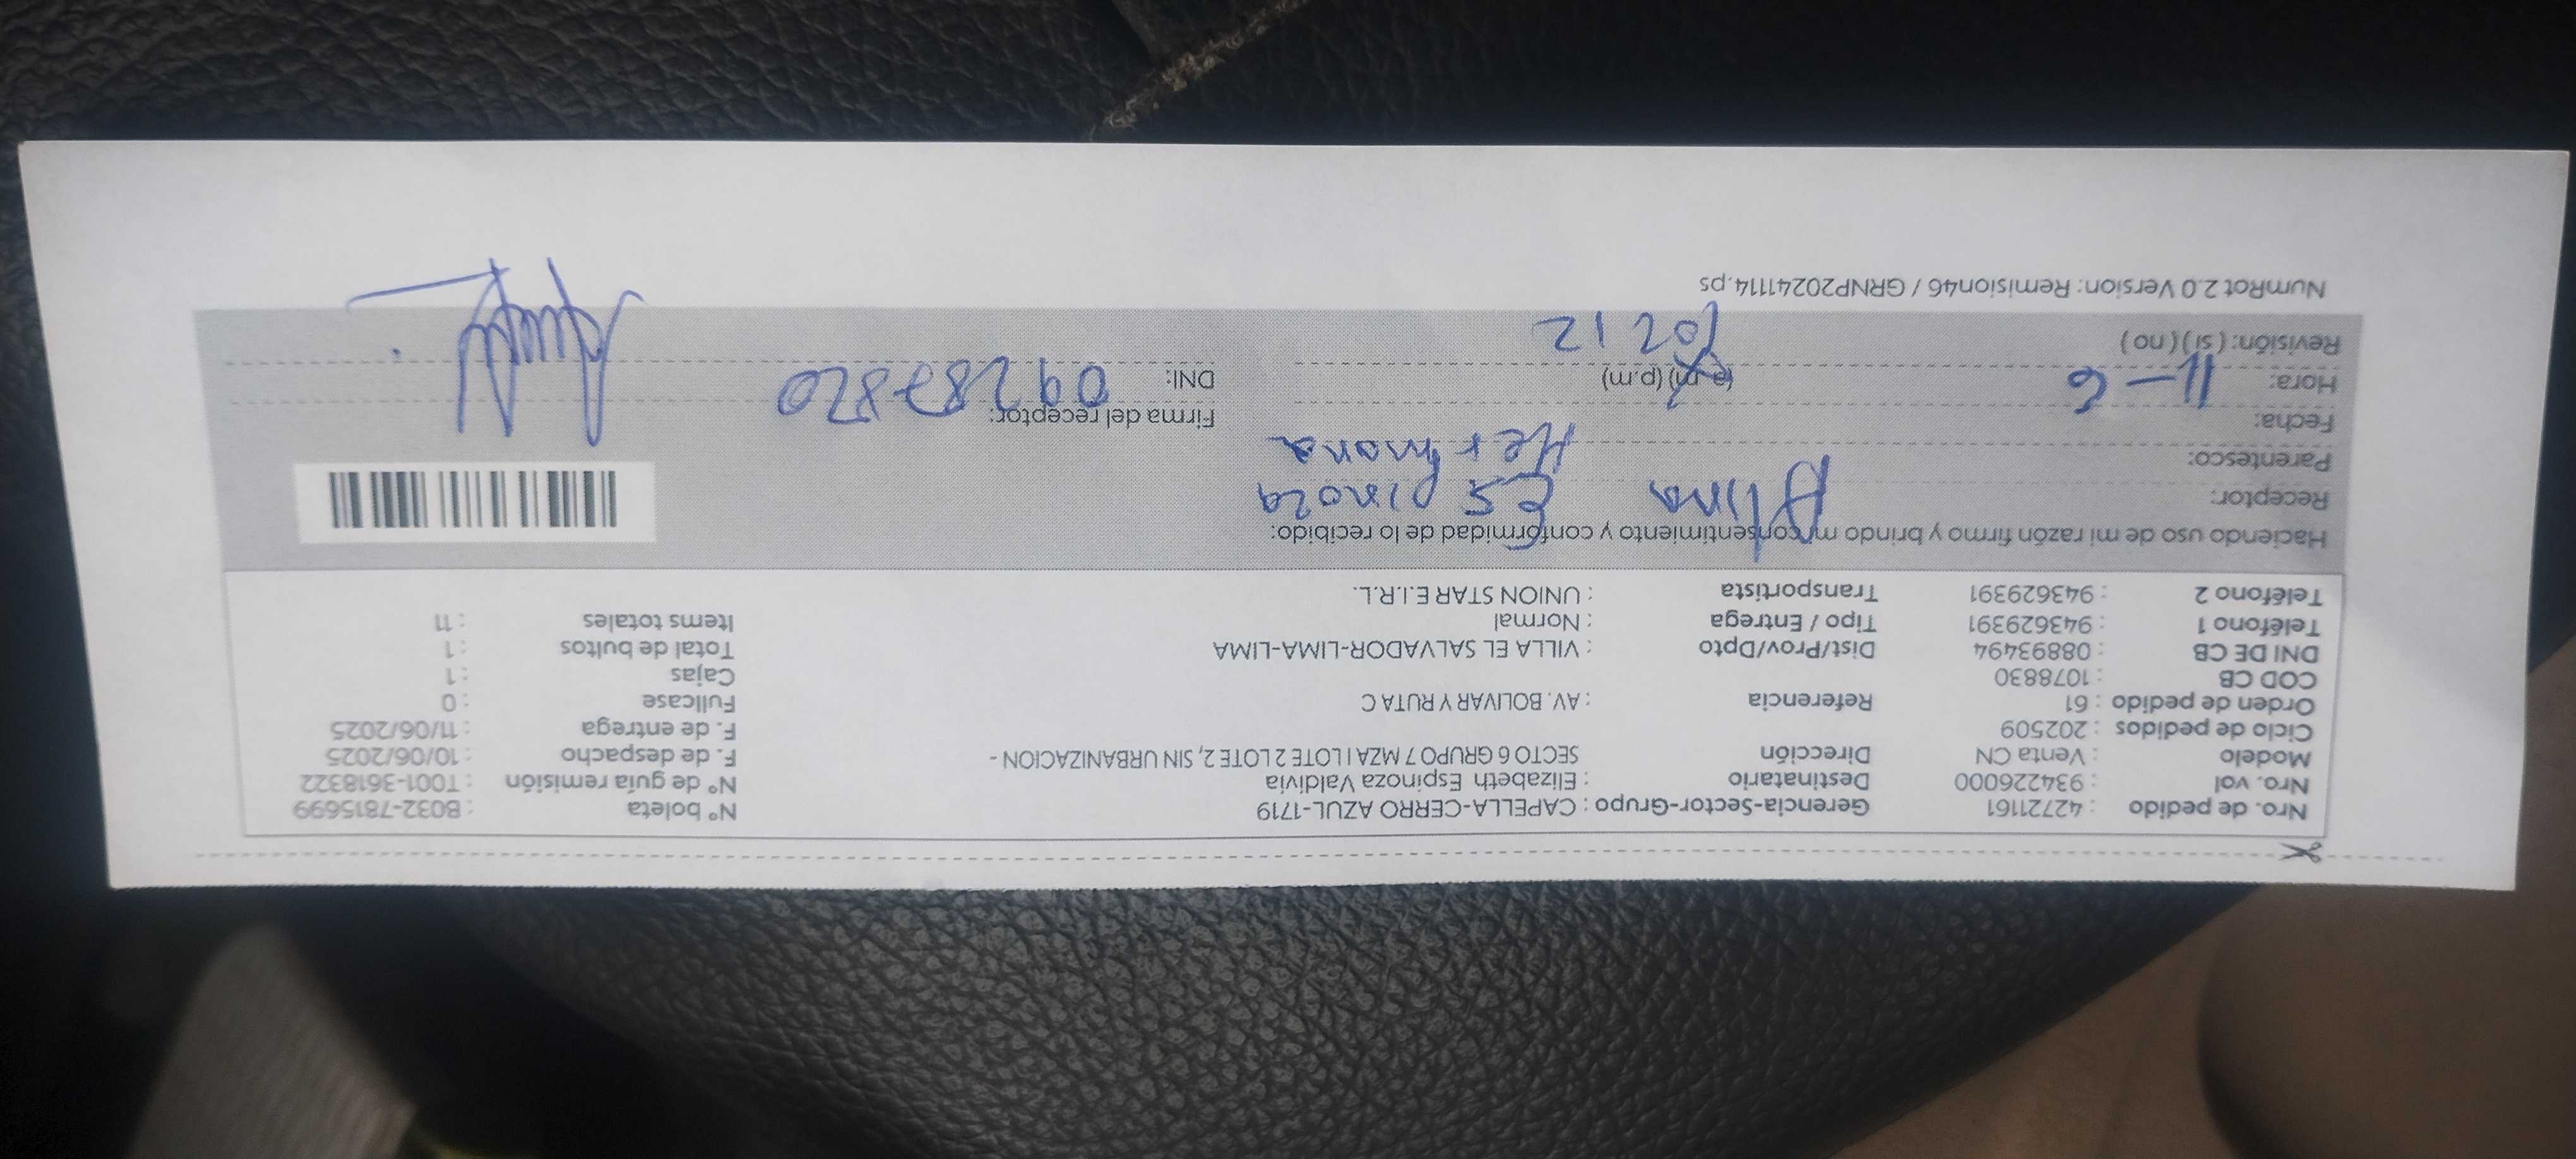 Nro. de pedido : 42721161 Gerencia-Sector-Grupo : CAPELLA-CERRO AZUL-1719 N° boleta : B032-7815699
Nro. vol : 934226000 Destinatario : Elizabeth Espinoza Valdivia N° de guía remisión : T001-3618322
Modelo : Venta CN Dirección SECTO 6 GRUPO 7 MZA I LOTE 2 LOTE 2, SIN URBANIZACION - F. de despacho : 10/06/2025
Ciclo de pedidos : 202509 F. de entrega : 11/06/2025
Orden de pedido : 61 Referencia : AV. BOLIVAR Y RUTA C Fullcase : 0
COD CB : 1078830 Cajas : 1
DNI DE CB : 08893494 Dist/Prov/Dpto : VILLA EL SALVADOR-LIMA-LIMA Total de bultos : 1
Teléfono 1 : 943629391 Tipo / Entrega : Normal Items totales : 11
Teléfono 2 : 943629391 Transportista : UNION STAR E.I.R.L.
Haciendo uso de mi razón firmo y brindo mi consentimiento y conformidad de lo recibido:
Receptor: Alina Espinoza
Parentesco: Hermana
Fecha: 11-6 Firma del receptor:
Hora: (a.m) (p.m) DNI: 09287820
Revisión: (si) (no) 12
NumRot 2.0 Version: Remision46 / GRNP20241114.ps